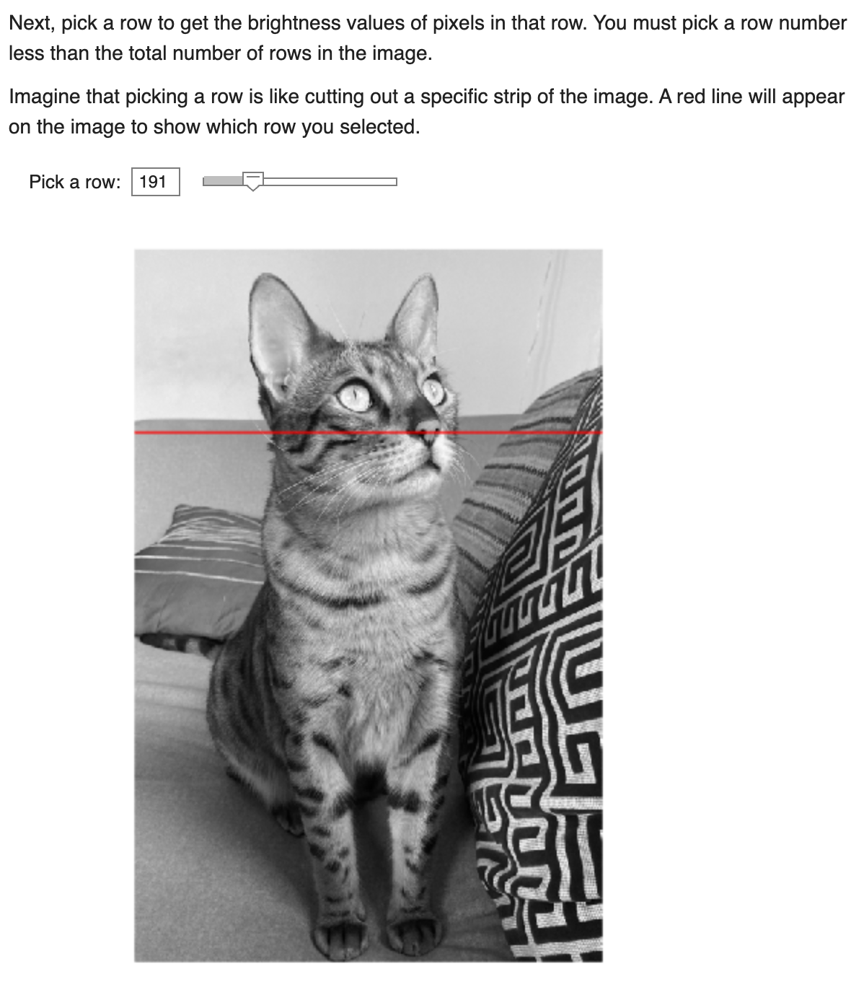 Next, pick a row to get the brightness values of pixels in that row. You must pick a row number
less than the total number of rows in the image.
Imagine that picking a row is like cutting out a specific strip of the image. A red line will appear
on the image to show which row you selected.
Pick a row: 191